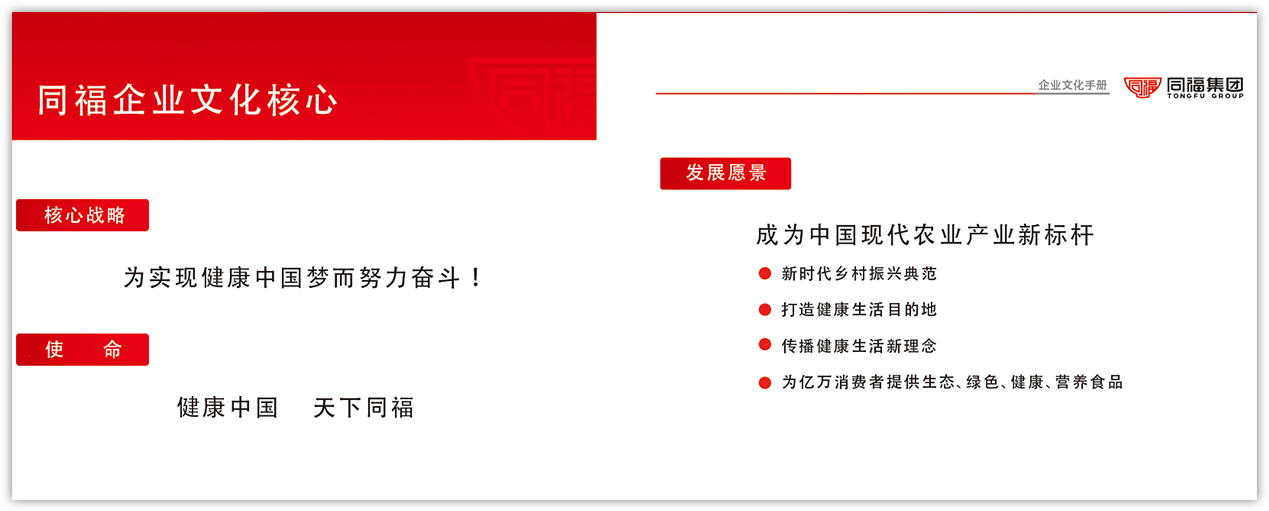 同福企业文化核心
核心战略
为实现健康中国梦而努力奋斗！
使 命
健康中国 天下同福
企业文化手册
同福
同福集团
TONGFU GROUP
发展愿景
成为中国现代农业产业新标杆
新时代乡村振兴典范
打造健康生活目的地
传播健康生活新理念
为亿万消费者提供生态、绿色、健康、营养食品